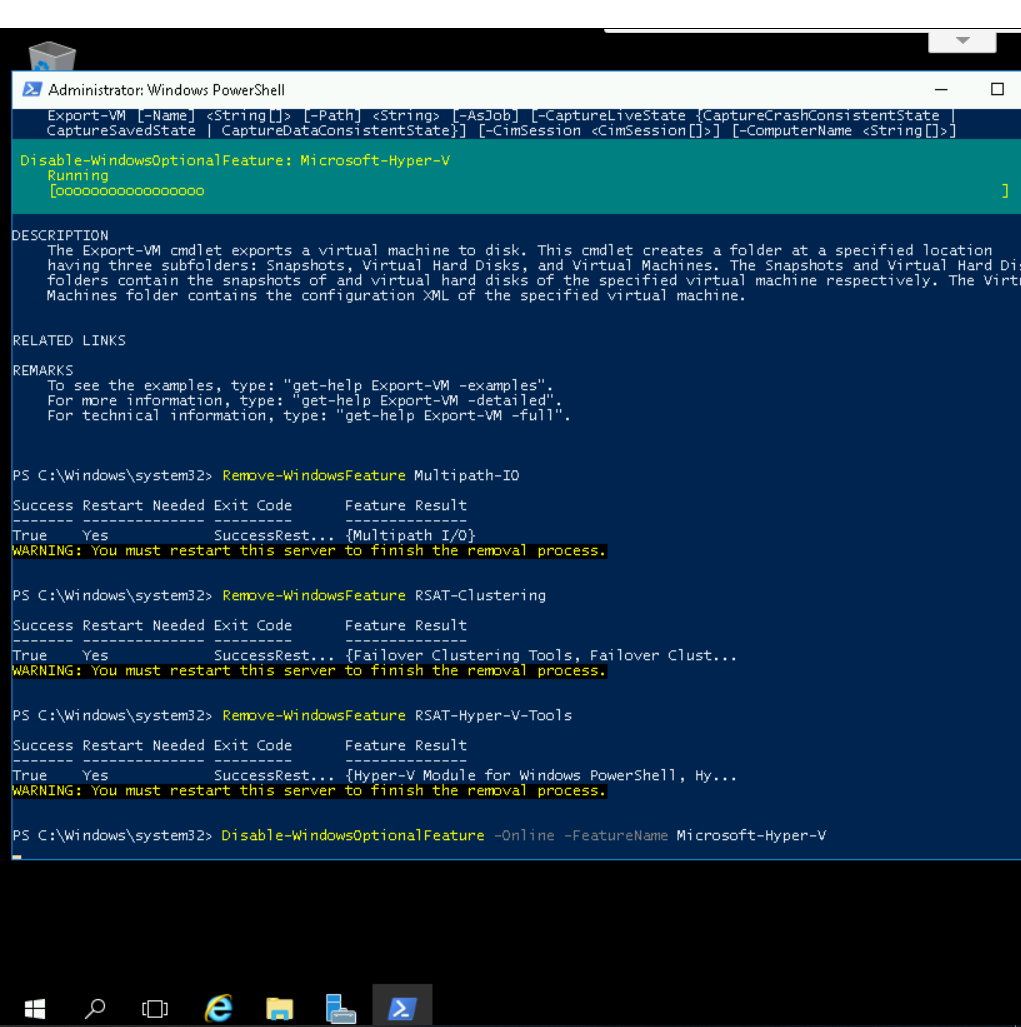 Administrator: Windows PowerShell
Export-VM [-Name] <String[]> [-Path] <String> [-AsJob] [-CaptureLiveState {CaptureCrashConsistentState |
CaptureSavedState | CaptureDataConsistentState}] [-CimSession <CimSession[]>] [-ComputerName <String[]>]
Disable-WindowsOptionalFeature: Microsoft-Hyper-V
Running
[ooooooooooooooooo ]
DESCRIPTION
The Export-VM cmdlet exports a virtual machine to disk. This cmdlet creates a folder at a specified location
having three subfolders: Snapshots, Virtual Hard Disks, and Virtual Machines. The Snapshots and Virtual Hard Di
folders contain the snapshots of and virtual hard disks of the specified virtual machine respectively. The Virt
Machines folder contains the configuration XML of the specified virtual machine.
RELATED LINKS
REMARKS
To see the examples, type: "get-help Export-VM -examples".
For more information, type: "get-help Export-VM -detailed".
For technical information, type: "get-help Export-VM -full".
PS C:\Windows\system32> Remove-WindowsFeature Multipath-IO
Success Restart Needed Exit Code Feature Result
------- -------------- --------- --------------
True Yes SuccessRest... {Multipath I/O}
WARNING: You must restart this server to finish the removal process.
PS C:\Windows\system32> Remove-WindowsFeature RSAT-Clustering
Success Restart Needed Exit Code Feature Result
------- -------------- --------- --------------
True Yes SuccessRest... {Failover Clustering Tools, Failover Clust...
WARNING: You must restart this server to finish the removal process.
PS C:\Windows\system32> Remove-WindowsFeature RSAT-Hyper-V-Tools
Success Restart Needed Exit Code Feature Result
------- -------------- --------- --------------
True Yes SuccessRest... {Hyper-V Module for Windows PowerShell, Hy...
WARNING: You must restart this server to finish the removal process.
PS C:\Windows\system32> Disable-WindowsOptionalFeature -Online -FeatureName Microsoft-Hyper-V